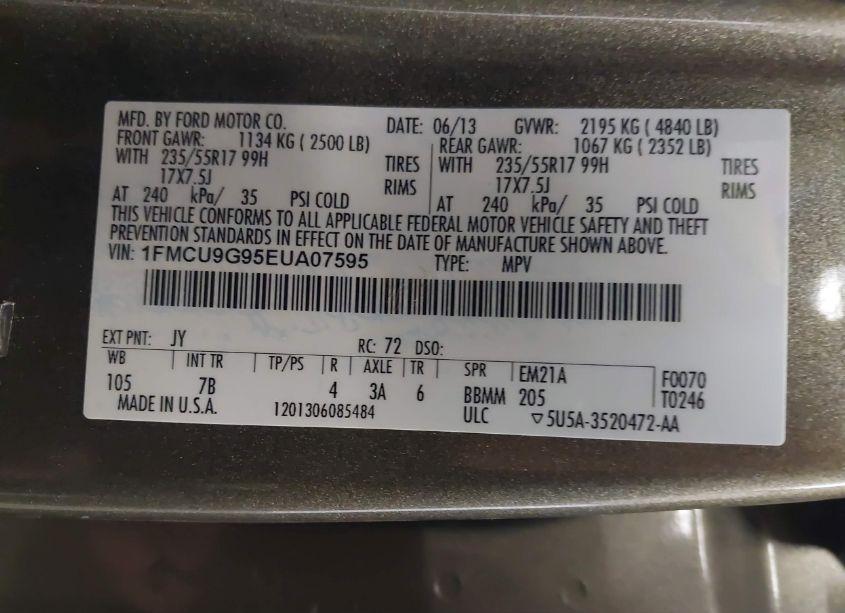 MFD. BY FORD MOTOR CO. DATE: 06/13 GVWR: 2195 KG ( 4840 LB)
FRONT GAWR: 1134 KG ( 2500 LB) REAR GAWR: 1067 KG ( 2352 LB)
WITH 235/55R17 99H TIRES WITH 235/55R17 99H TIRES
17X7.5J RIMS 17X7.5J RIMS
AT 240 kPa/ 35 PSI COLD AT 240 kPa/ 35 PSI COLD
THIS VEHICLE CONFORMS TO ALL APPLICABLE FEDERAL MOTOR VEHICLE SAFETY AND THEFT
PREVENTION STANDARDS IN EFFECT ON THE DATE OF MANUFACTURE SHOWN ABOVE.
VIN: 1FMCU9G95EUA07595 TYPE: MPV
EXT PNT: JY RC: 72 DSO:
WB INT TR TP/PS R AXLE TR SPR EM21A F0070
105 7B 4 3A 6 BBMM 205 T0246
MADE IN U.S.A. 1201306085484 ULC ▽5U5A-3520472-AA